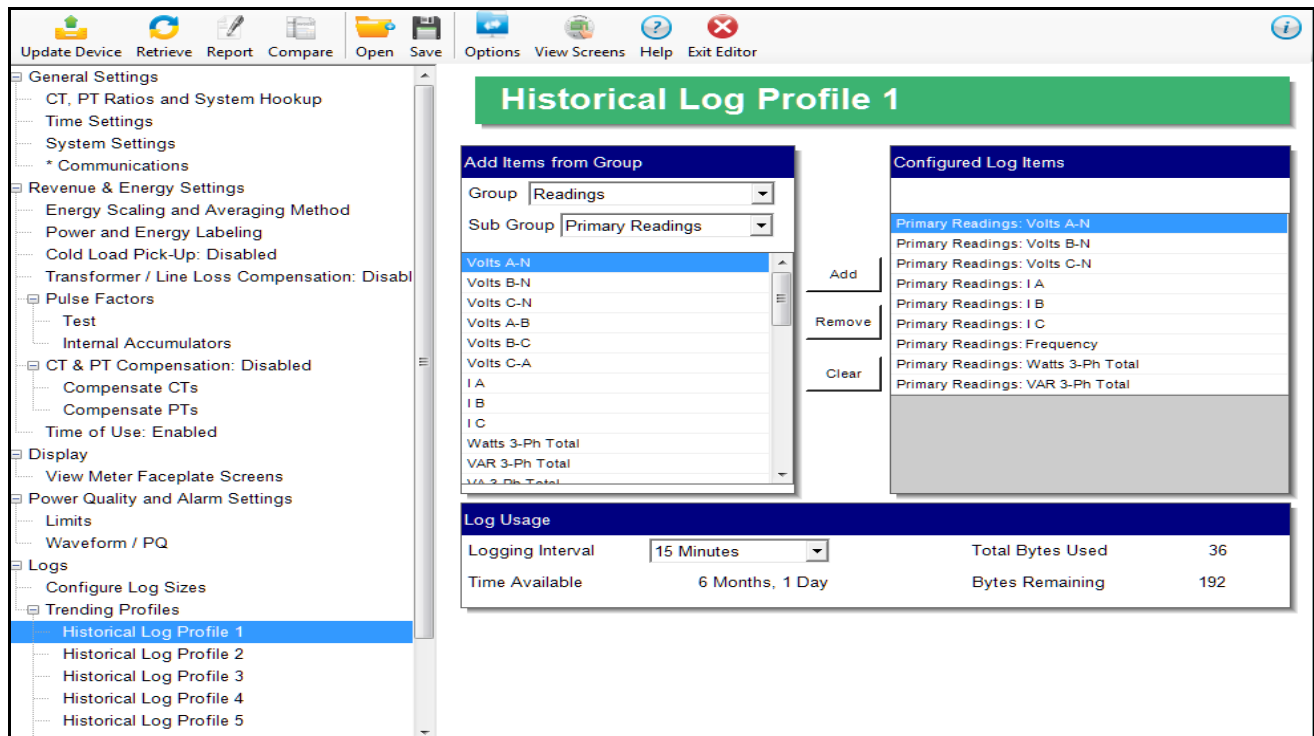 Update Device Retrieve Report Compare Open Save Options View Screens Help Exit Editor
General Settings
CT, PT Ratios and System Hookup
Time Settings
System Settings
* Communications
Revenue & Energy Settings
Energy Scaling and Averaging Method
Power and Energy Labeling
Cold Load Pick-Up: Disabled
Transformer / Line Loss Compensation: Disabl
Pulse Factors
Test
Internal Accumulators
CT & PT Compensation: Disabled
Compensate CTs
Compensate PTs
Time of Use: Enabled
Display
View Meter Faceplate Screens
Power Quality and Alarm Settings
Limits
Waveform / PQ
Logs
Configure Log Sizes
Trending Profiles
Historical Log Profile 1
Historical Log Profile 2
Historical Log Profile 3
Historical Log Profile 4
Historical Log Profile 5
Historical Log Profile 1
Add Items from Group
Group Readings
Sub Group Primary Readings
Volts A-N
Volts B-N
Volts C-N
Volts A-B
Volts B-C
Volts C-A
I A
I B
I C
Watts 3-Ph Total
VAR 3-Ph Total
VA 3-Ph Total
Add
Remove
Clear
Configured Log Items
Primary Readings: Volts A-N
Primary Readings: Volts B-N
Primary Readings: Volts C-N
Primary Readings: I A
Primary Readings: I B
Primary Readings: I C
Primary Readings: Frequency
Primary Readings: Watts 3-Ph Total
Primary Readings: VAR 3-Ph Total
Log Usage
Logging Interval 15 Minutes Total Bytes Used 36
Time Available 6 Months, 1 Day Bytes Remaining 192